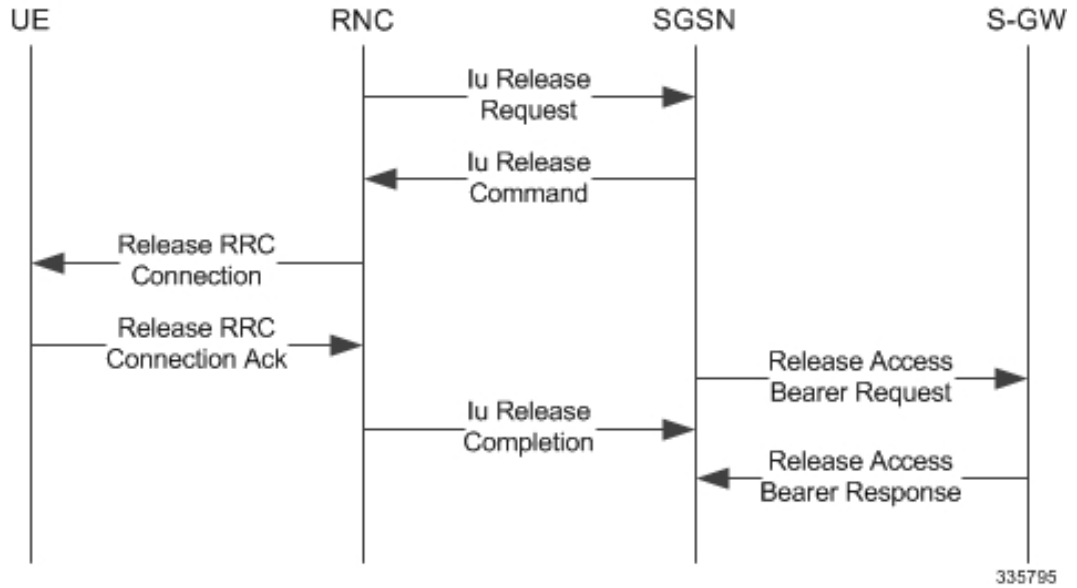 UE RNC SGSN S-GW
Iu Release
Request
Iu Release
Command
Release RRC
Connection
Release RRC
Connection Ack
Release Access
Bearer Request
Iu Release
Completion
Release Access
Bearer Response
335795